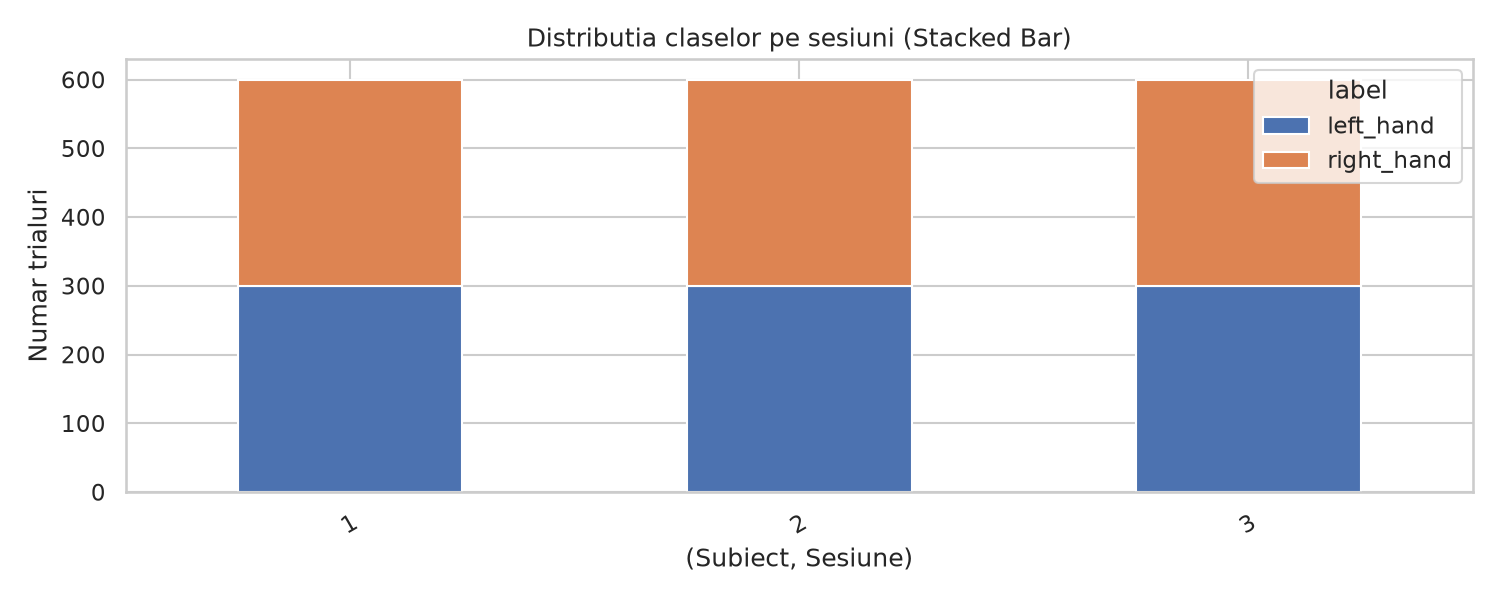 Distributia claselor pe sesiuni (Stacked Bar)
Numar trialuri
600
500
400
300
200
100
0
label
left_hand
right_hand
1
2
3
(Subiect, Sesiune)